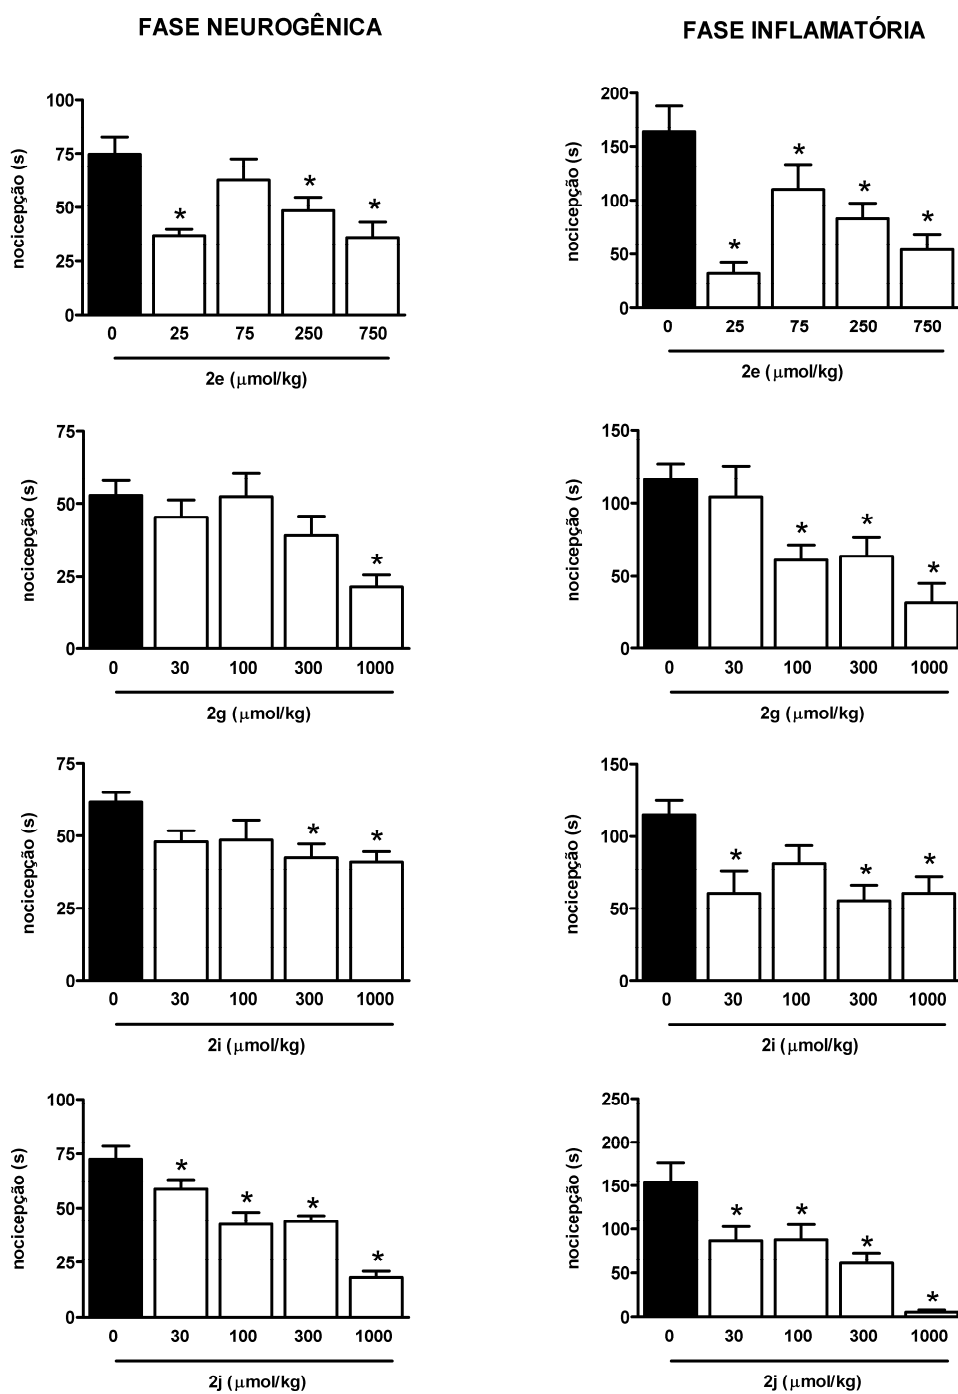 FASE NEUROGÊNICA
FASE INFLAMATÓRIA
nocicepção (s)
100
75
50
25
0
*
*
*
0 25 75 250 750
2e (μmol/kg)
nocicepção (s)
200
150
100
50
0
*
*
*
*
0 25 75 250 750
2e (μmol/kg)
nocicepção (s)
75
50
25
0
*
0 30 100 300 1000
2g (μmol/kg)
nocicepção (s)
150
100
50
0
*
*
*
0 30 100 300 1000
2g (μmol/kg)
nocicepção (s)
75
50
25
0
*
*
0 30 100 300 1000
2i (μmol/kg)
nocicepção (s)
150
100
50
0
*
*
*
0 30 100 300 1000
2i (μmol/kg)
nocicepção (s)
100
75
50
25
0
*
*
*
*
0 30 100 300 1000
2j (μmol/kg)
nocicepção (s)
250
200
150
100
50
0
*
*
*
*
0 30 100 300 1000
2j (μmol/kg)